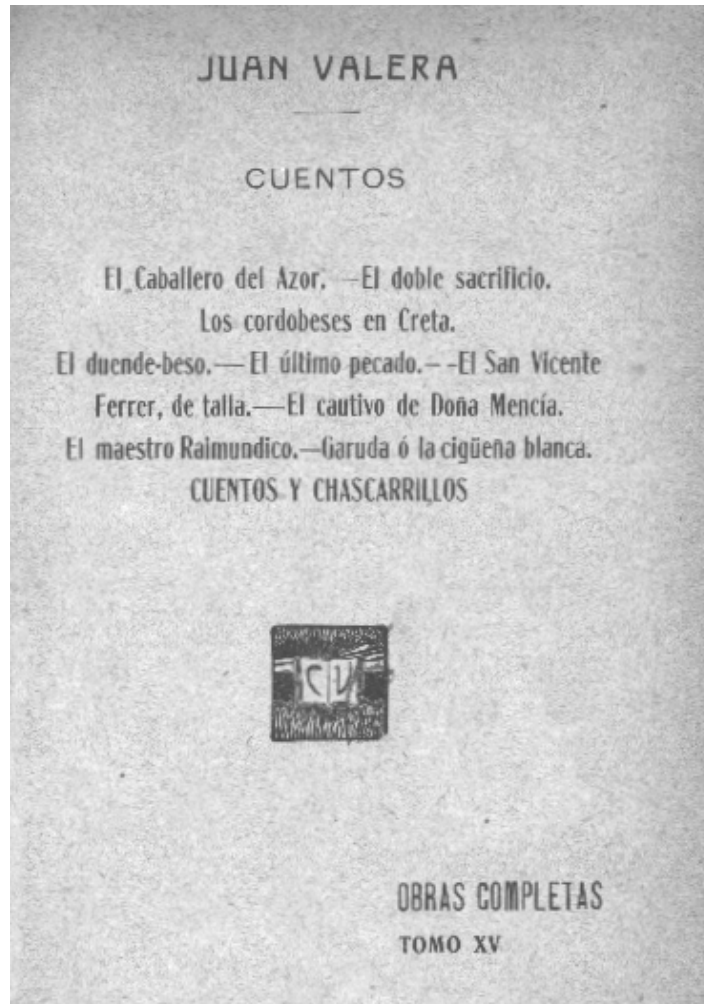 JUAN VALERA
CUENTOS
El Caballero del Azor. —El doble sacrificio.
Los cordobeses en Creta.
El duende-beso.— El último pecado.- -El San Vicente
Ferrer, de talla.—El cautivo de Doña Mencía.
El maestro Raimundico.—Garuda ó la cigüeña blanca.
CUENTOS Y CHASCARRILLOS
C V
OBRAS COMPLETAS
TOMO XV